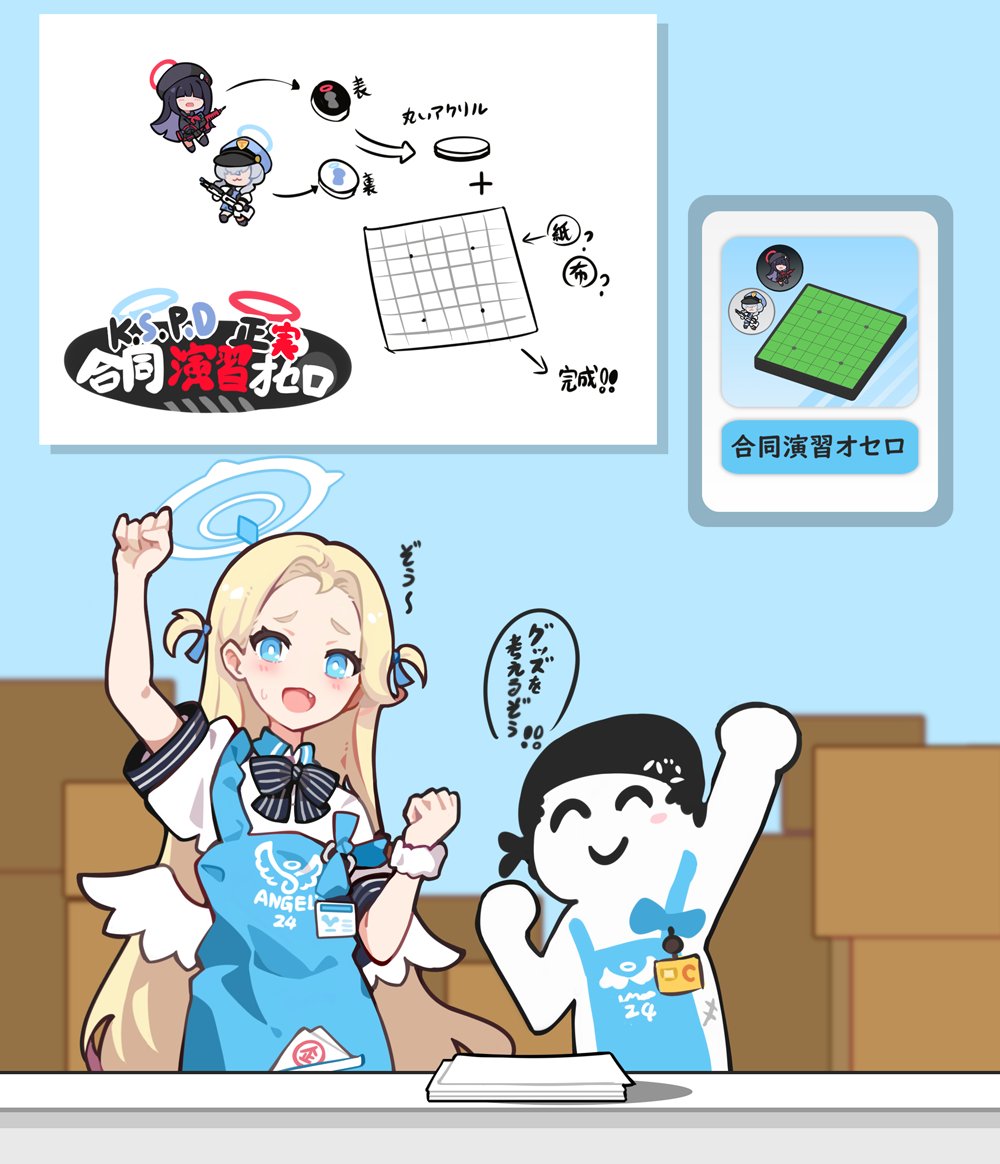 表
丸いアクリル
裏
+
紙?
布?
完成!!
K.S.P.D 正実
合同演習オセロ
合同演習オセロ
ぞう~
グッズを
考えるぞう!!
ANGEL
24
24